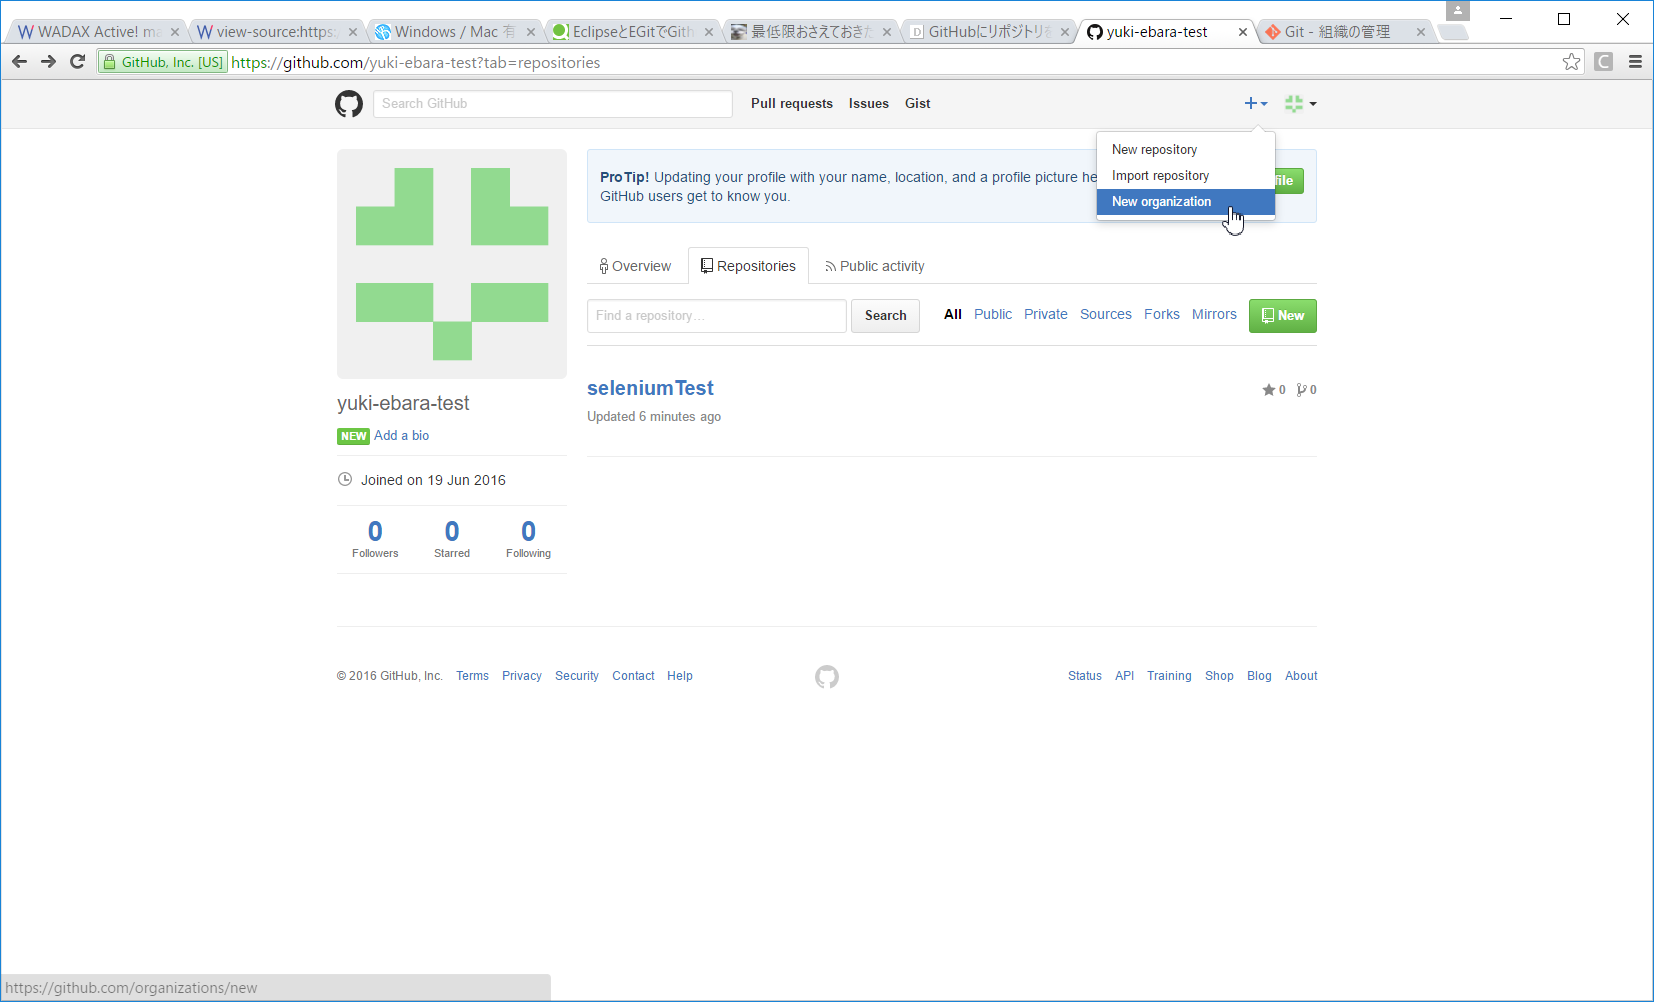 WADAX Active! ma
view-source:https:
Windows / Mac 有
EclipseとEGitでGith
最低限おさえておきた
GitHubにリポジトリを
yuki-ebara-test
Git - 組織の管理
GitHub, Inc. [US]
https://github.com/yuki-ebara-test?tab=repositories
Search GitHub
Pull requests
Issues
Gist
New repository
Import repository
New organization
ProTip! Updating your profile with your name, location, and a profile picture he
GitHub users get to know you.
file
Overview
Repositories
Public activity
Find a repository…
Search
All
Public
Private
Sources
Forks
Mirrors
New
seleniumTest
0
0
Updated 6 minutes ago
yuki-ebara-test
NEW Add a bio
Joined on 19 Jun 2016
0
Followers
0
Starred
0
Following
© 2016 GitHub, Inc.
Terms
Privacy
Security
Contact
Help
Status
API
Training
Shop
Blog
About
https://github.com/organizations/new